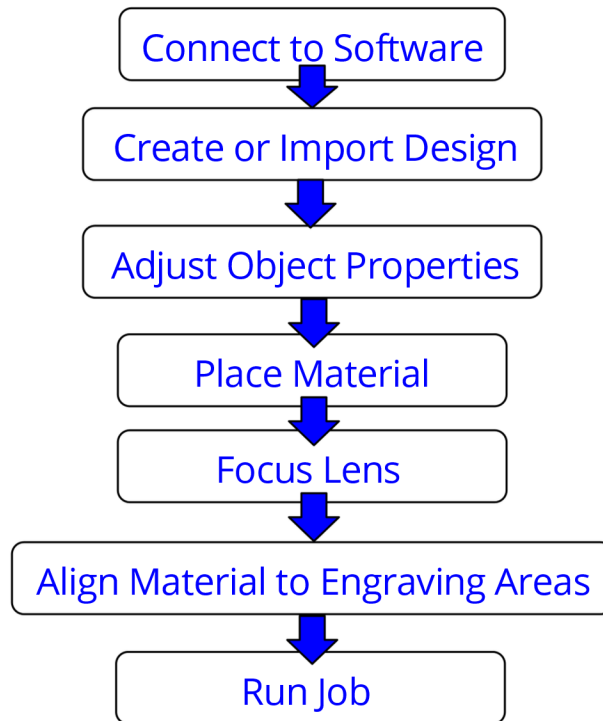 Connect to Software
Create or Import Design
Adjust Object Properties
Place Material
Focus Lens
Align Material to Engraving Areas
Run Job